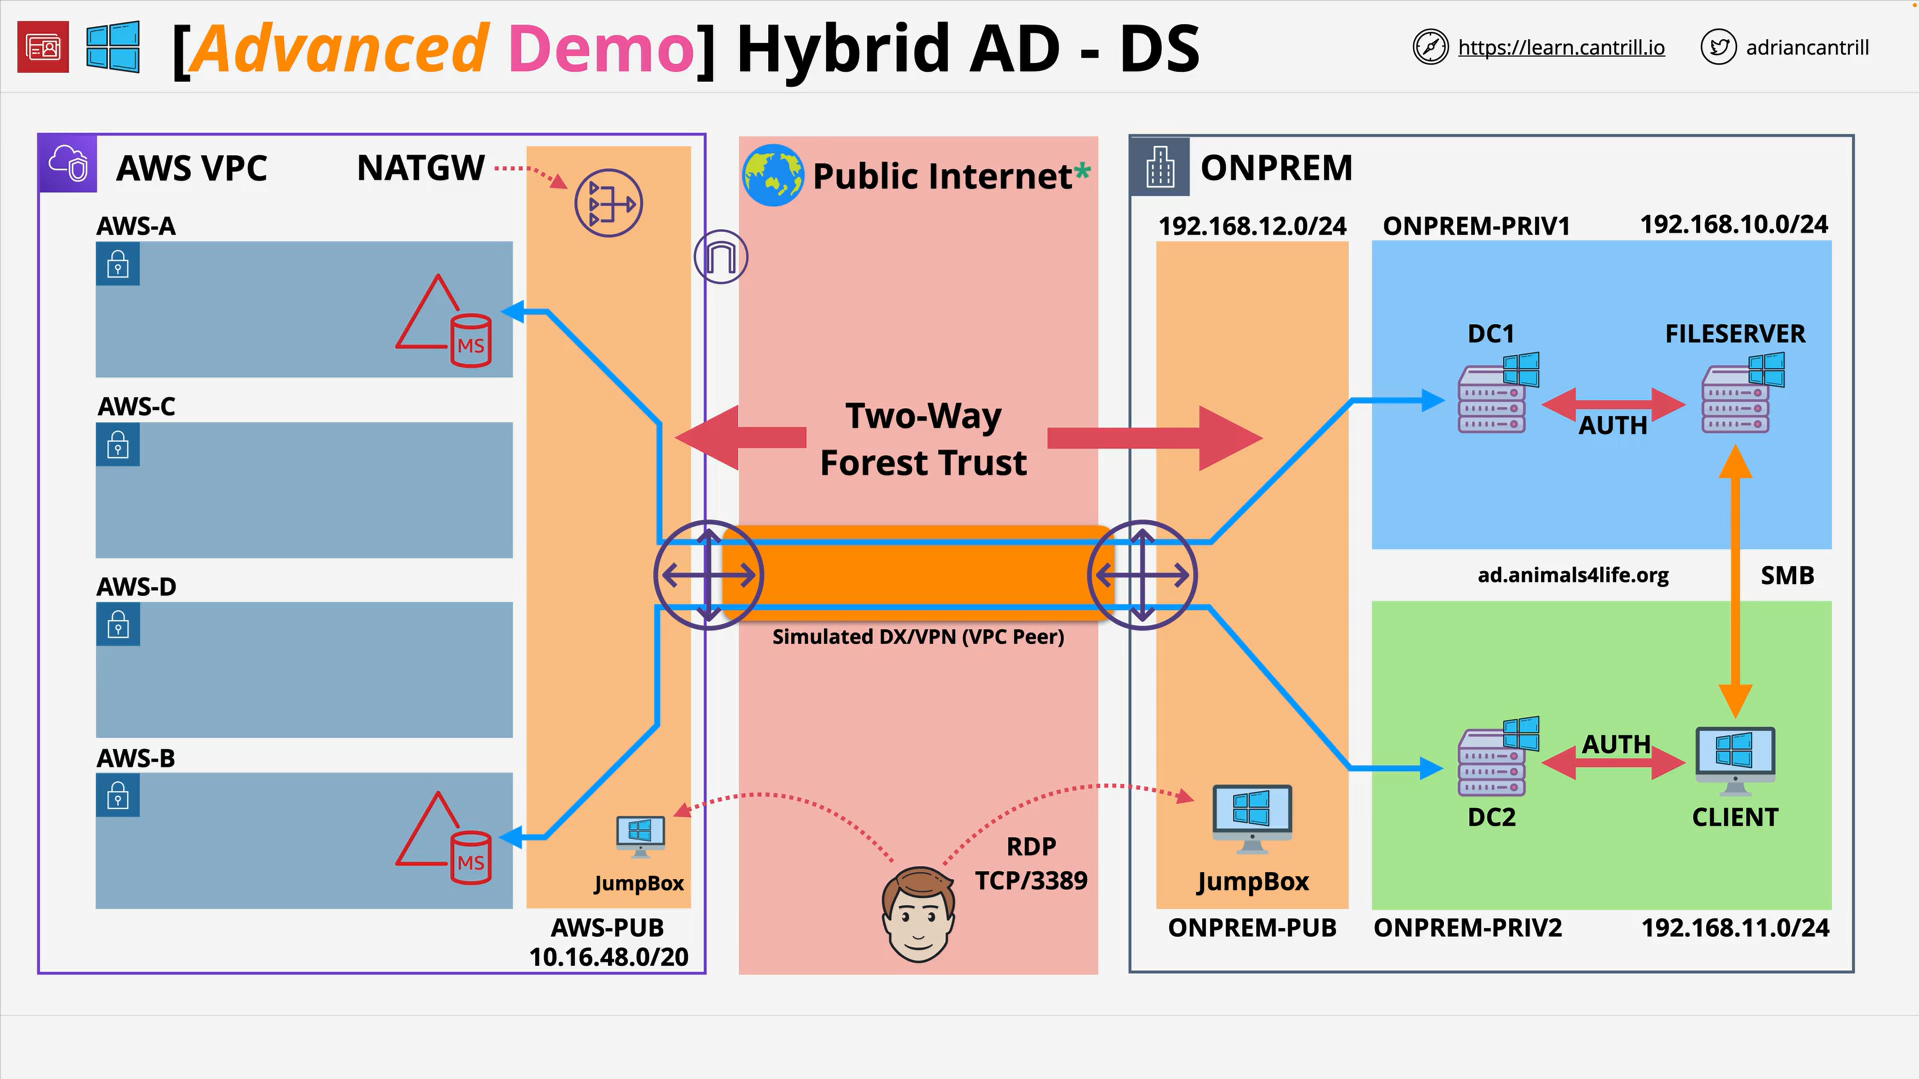 [Advanced Demo] Hybrid AD - DS
https://learn.cantrill.io
adriancantrill
AWS VPC
NATGW
AWS-A
MS
AWS-C
AWS-D
AWS-B
MS
JumpBox
AWS-PUB
10.16.48.0/20
Public Internet*
Two-Way
Forest Trust
Simulated DX/VPN (VPC Peer)
RDP
TCP/3389
ONPREM
192.168.12.0/24
ONPREM-PRIV1
192.168.10.0/24
DC1
FILESERVER
AUTH
ad.animals4life.org
SMB
AUTH
DC2
CLIENT
JumpBox
ONPREM-PUB
ONPREM-PRIV2
192.168.11.0/24